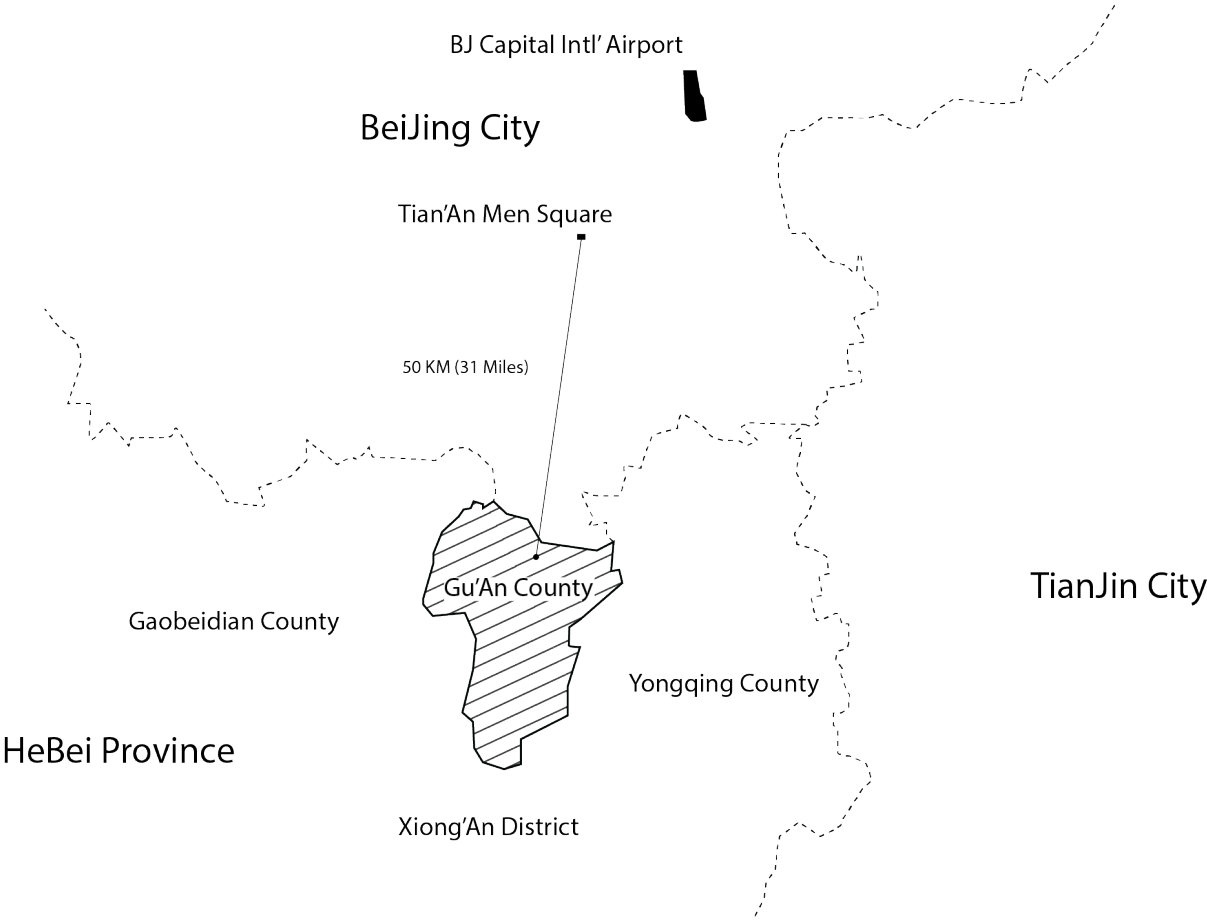 BJ Capital Intl’ Airport
BeiJing City
Tian’An Men Square
50 KM (31 Miles)
Gu’An County
TianJin City
Gaobeidian County
Yongqing County
HeBei Province
Xiong’An District